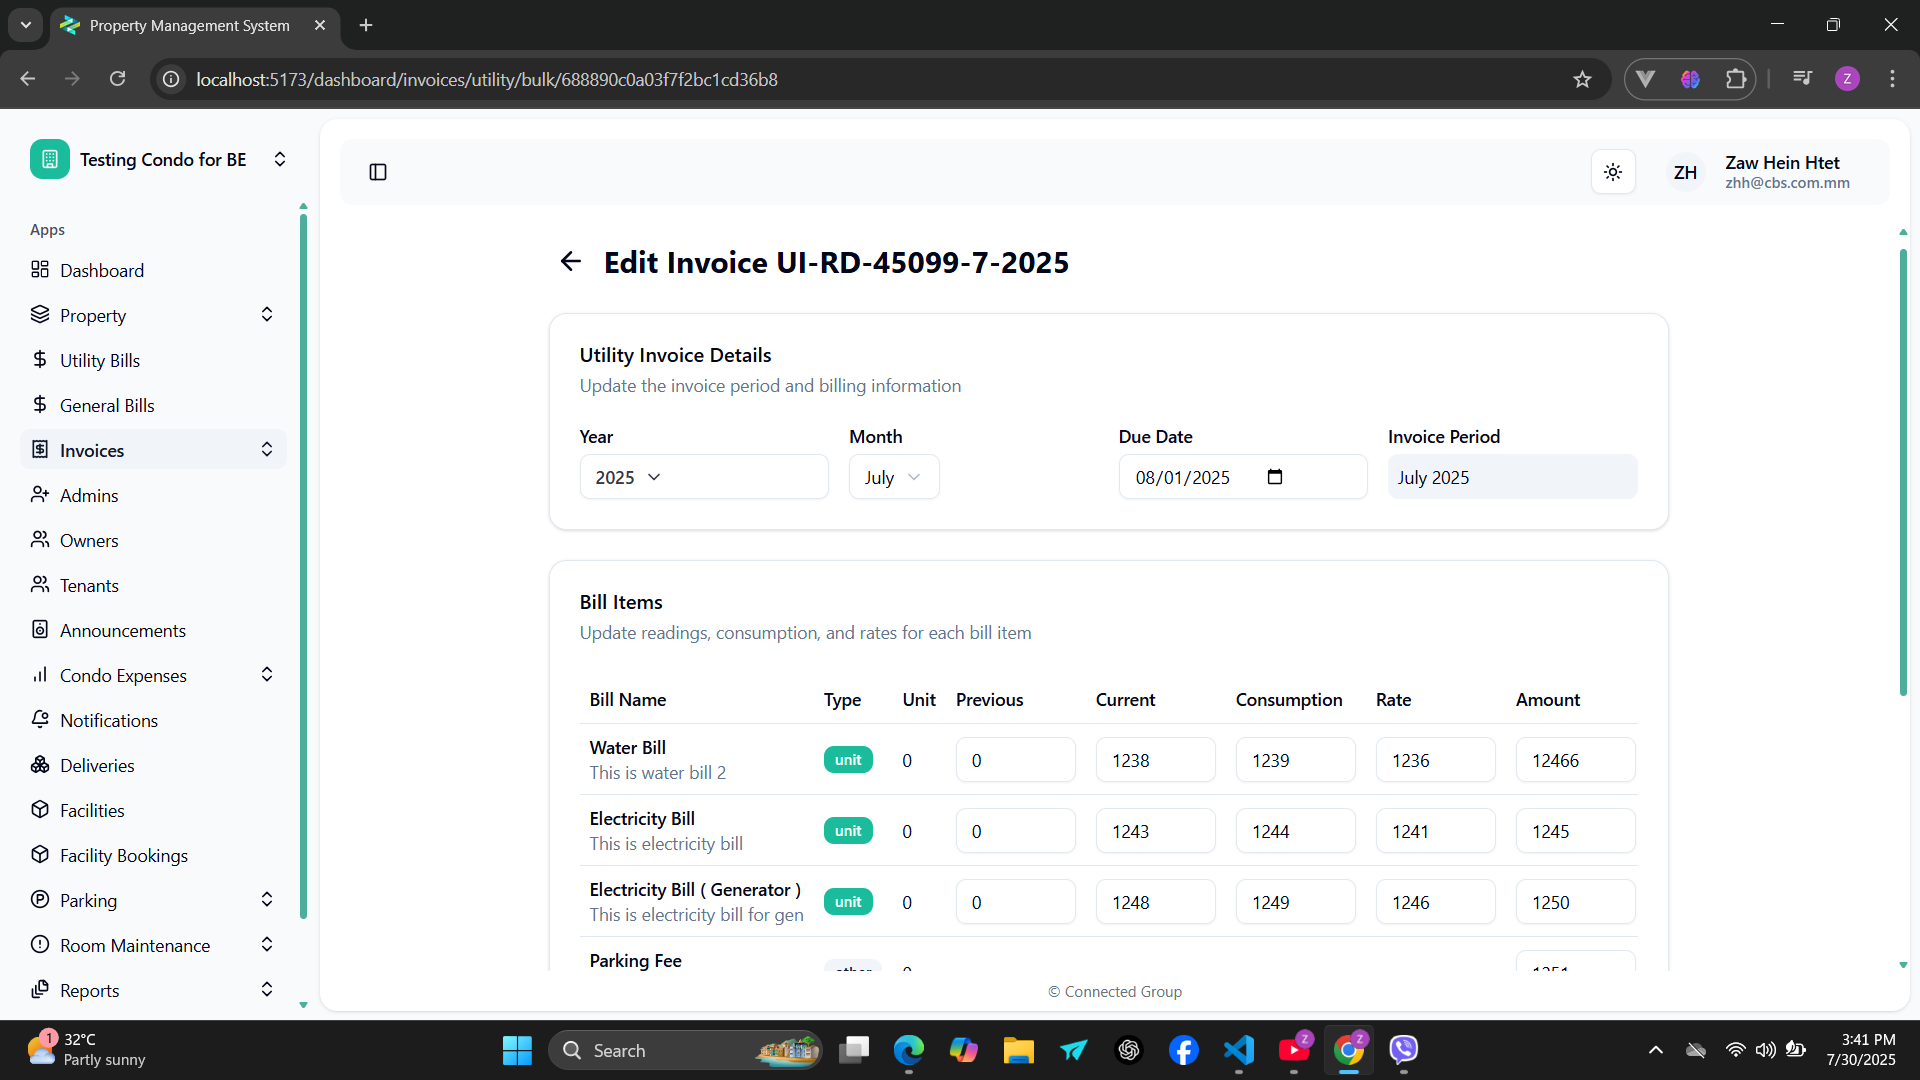 Property Management System
localhost:5173/dashboard/invoices/utility/bulk/688890c0a03f7f2bc1cd36b8
Z
Testing Condo for BE
ZH
Zaw Hein Htet
zhh@cbs.com.mm
Apps
Dashboard
Property
Utility Bills
General Bills
Invoices
Admins
Owners
Tenants
Announcements
Condo Expenses
Notifications
Deliveries
Facilities
Facility Bookings
Parking
Room Maintenance
Reports
Edit Invoice UI-RD-45099-7-2025
Utility Invoice Details
Update the invoice period and billing information
Year Month Due Date Invoice Period
2025 July 08/01/2025 July 2025
Bill Items
Update readings, consumption, and rates for each bill item
Bill Name Type Unit Previous Current Consumption Rate Amount
Water Bill
This is water bill 2
unit 0 0 1238 1239 1236 12466
Electricity Bill
This is electricity bill
unit 0 0 1243 1244 1241 1245
Electricity Bill ( Generator )
This is electricity bill for gen
unit 0 0 1248 1249 1246 1250
Parking Fee
© Connected Group
1
32°C
Partly sunny
Search
Z
Z
3:41 PM
7/30/2025